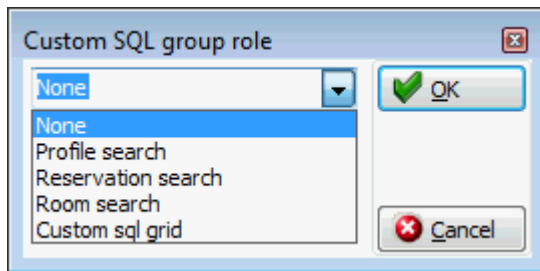 Custom SQL group role
None
OK
None
Profile search
Reservation search
Room search
Custom sql grid
Cancel